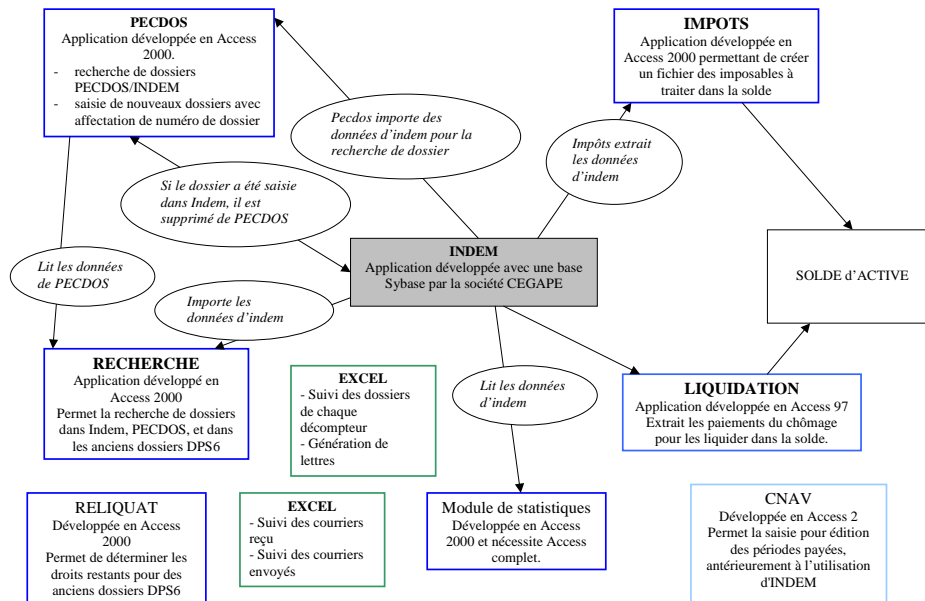 PECDOS
Application développée en Access
2000.
- recherche de dossiers
PECDOS/INDEM
- saisie de nouveaux dossiers avec
affectation de numéro de dossier
IMPOTS
Application développée en
Access 2000 permettant de créer
un fichier des imposables à
traiter dans la solde
Pecdos importe des
données d'indem pour la
recherche de dossier
Impôts extrait
les données
d'indem
Si le dossier a été saisie
dans Indem, il est
supprimé de PECDOS
INDEM
Application développée avec une base
Sybase par la société CEGAPE
SOLDE d'ACTIVE
Lit les données
de PECDOS
Importe les
données d'indem
RECHERCHE
Application développé en
Access 2000
Permet la recherche de dossiers
dans Indem, PECDOS, et dans
les anciens dossiers DPS6
EXCEL
- Suivi des dossiers
de chaque
décompteur
- Génération de
lettres
Lit les données
d'indem
LIQUIDATION
Application développée en Access 97
Extrait les paiements du chômage
pour les liquider dans la solde.
RELIQUAT
Développée en Access
2000
Permet de déterminer les
droits restants pour des
anciens dossiers DPS6
EXCEL
- Suivi des courriers
reçu
- Suivi des courriers
envoyés
Module de statistiques
Développée en Access
2000 et nécessite Access
complet.
CNAV
Développée en Access 2
Permet la saisie pour édition
des périodes payées,
antérieurement à l'utilisation
d'INDEM